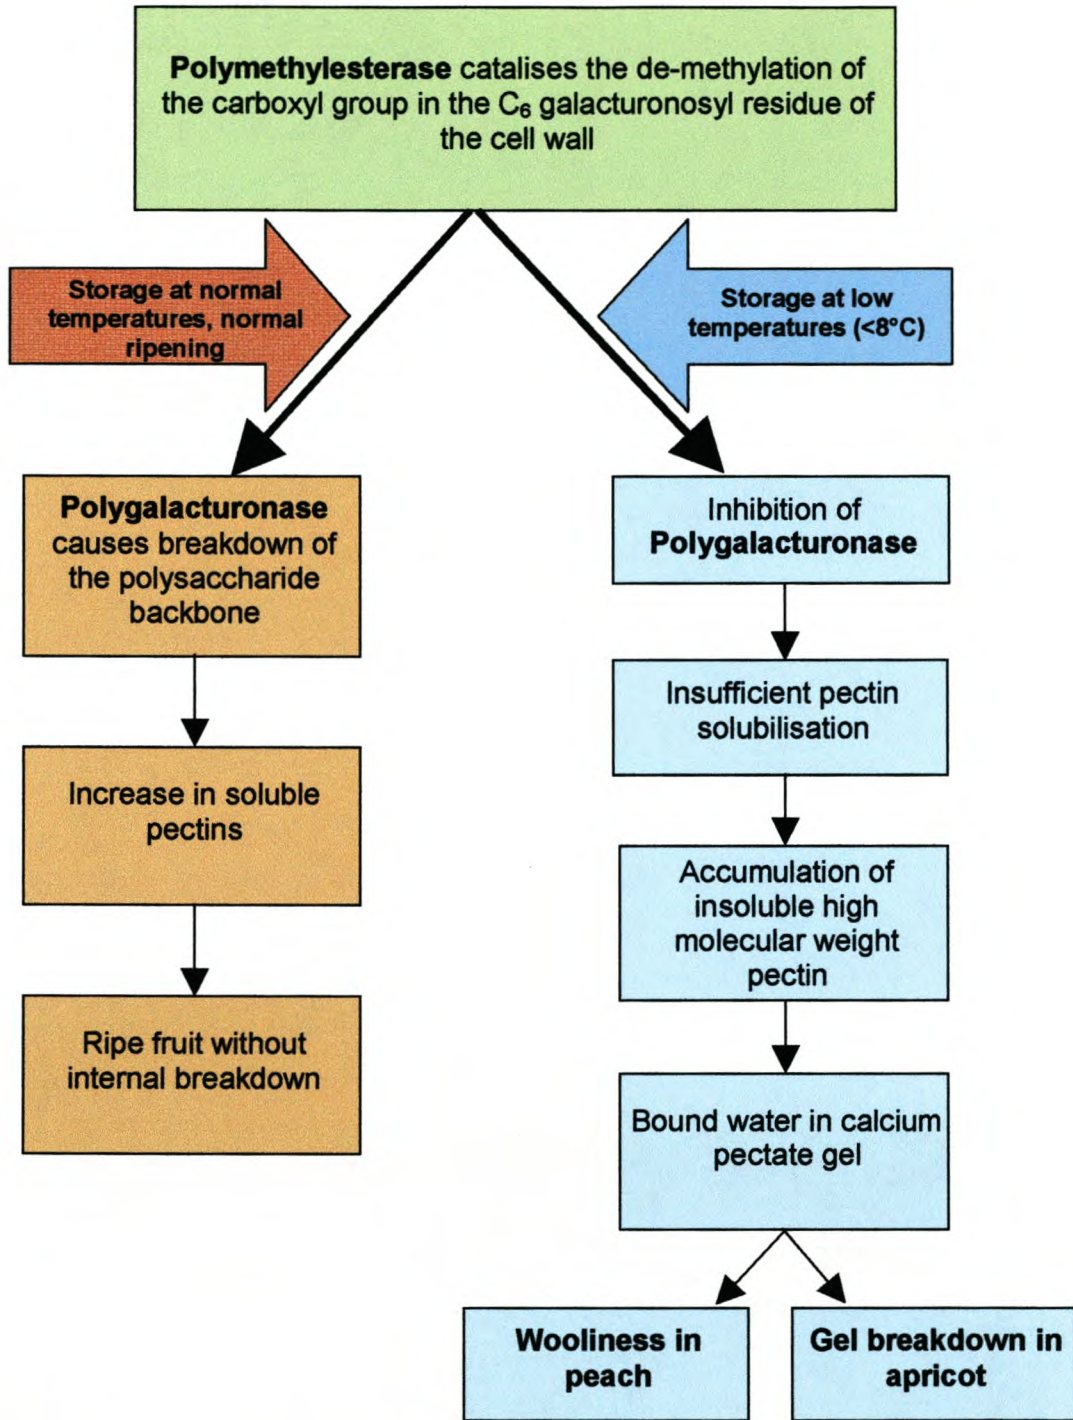 Polymethylesterase catalises the de-methylation of
the carboxyl group in the C₆ galacturonosyl residue of
the cell wall
Storage at normal
temperatures, normal
ripening
Storage at low
temperatures (<8°C)
Polygalacturonase
causes breakdown of
the polysaccharide
backbone
Increase in soluble
pectins
Ripe fruit without
internal breakdown
Inhibition of
Polygalacturonase
Insufficient pectin
solubilisation
Accumulation of
insoluble high
molecular weight
pectin
Bound water in calcium
pectate gel
Wooliness in
peach
Gel breakdown in
apricot